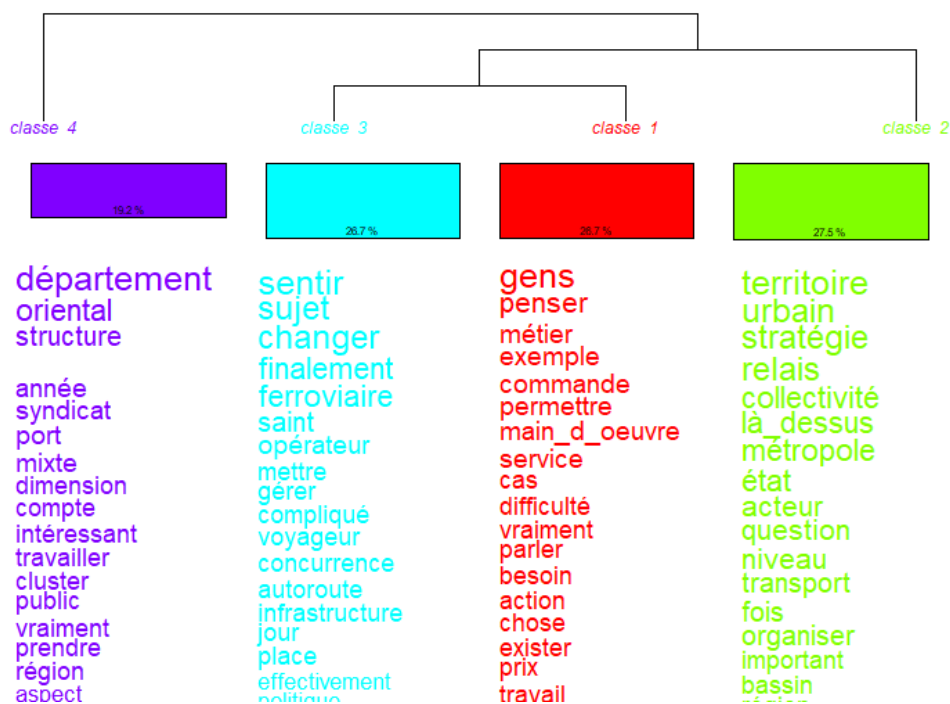 classe 4
classe 3
classe 1
classe 2
19.2 %
26.7 %
26.7 %
27.5 %
département
oriental
structure
année
syndicat
port
mixte
dimension
compte
intéressant
travailler
cluster
public
vraiment
prendre
région
aspect
sentir
sujet
changer
finalement
ferroviaire
saint
opérateur
mettre
gérer
compliqué
voyageur
concurrence
autoroute
infrastructure
jour
place
effectivement
politique
gens
penser
métier
exemple
commande
permettre
main_d_oeuvre
service
cas
difficulté
vraiment
parler
besoin
action
chose
exister
prix
travail
territoire
urbain
stratégie
relais
collectivité
là_dessus
métropole
état
acteur
question
niveau
transport
fois
organiser
important
bassin
région